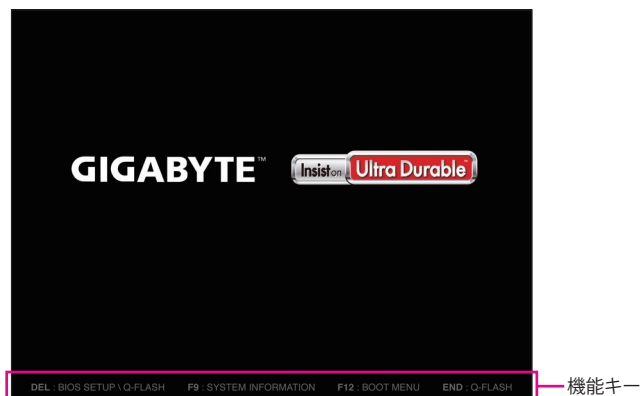 GIGABYTE™ Insist on Ultra Durable™
DEL : BIOS SETUP \ Q-FLASH F9 : SYSTEM INFORMATION F12 : BOOT MENU END : Q-FLASH
機能キー